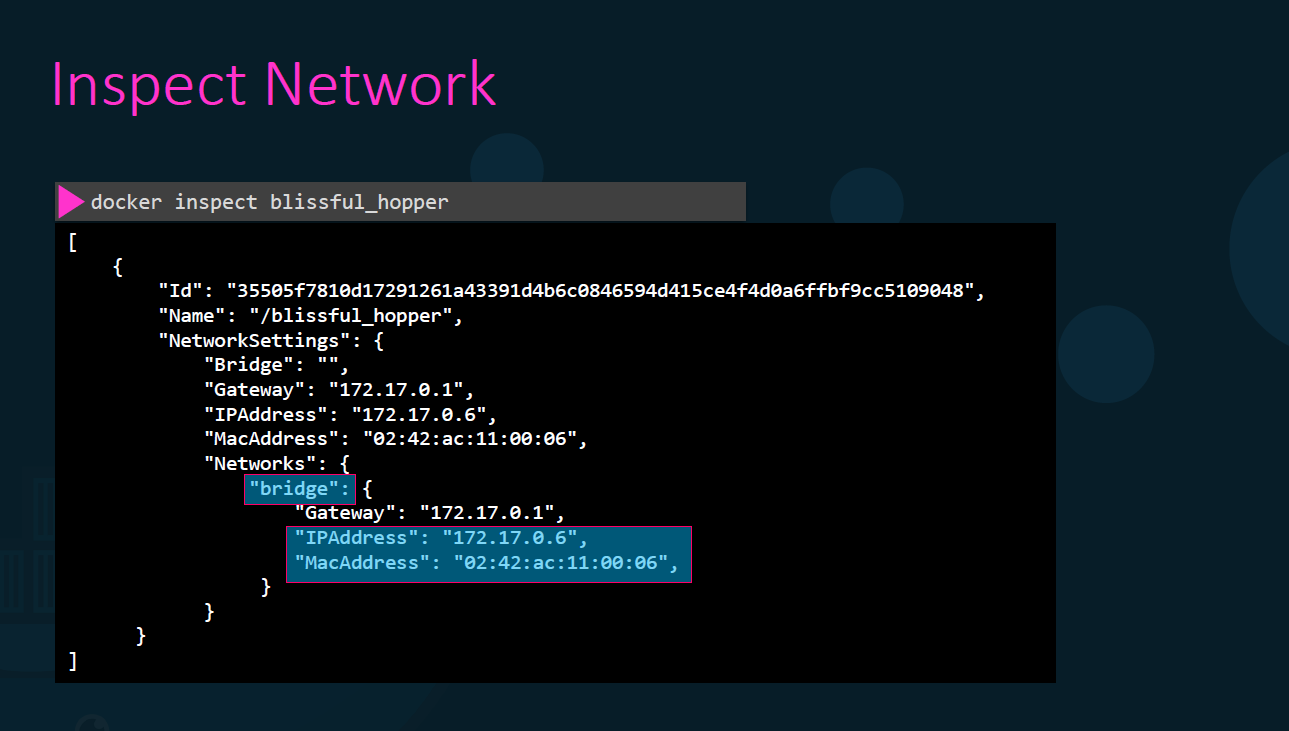 Inspect Network
docker inspect blissful_hopper
[
{
"Id": "35505f7810d17291261a43391d4b6c0846594d415ce4f4d0a6ffbf9cc5109048",
"Name": "/blissful_hopper",
"NetworkSettings": {
"Bridge": "",
"Gateway": "172.17.0.1",
"IPAddress": "172.17.0.6",
"MacAddress": "02:42:ac:11:00:06",
"Networks": {
"bridge": {
"Gateway": "172.17.0.1",
"IPAddress": "172.17.0.6",
"MacAddress": "02:42:ac:11:00:06",
}
}
}
]